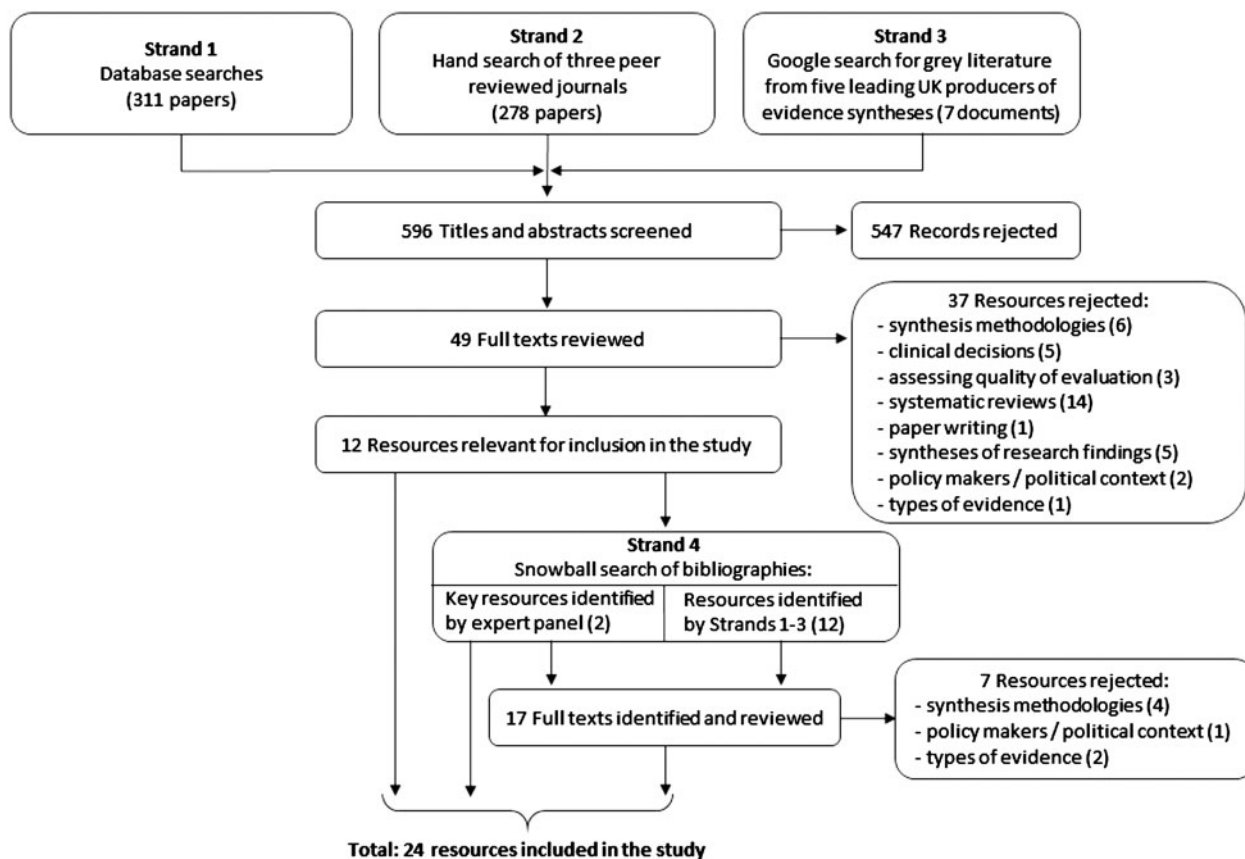 Strand 1
Database searches
(311 papers)
Strand 2
Hand search of three peer
reviewed journals
(278 papers)
Strand 3
Google search for grey literature
from five leading UK producers of
evidence syntheses (7 documents)
596 Titles and abstracts screened
547 Records rejected
49 Full texts reviewed
37 Resources rejected:
- synthesis methodologies (6)
- clinical decisions (5)
- assessing quality of evaluation (3)
- systematic reviews (14)
- paper writing (1)
- syntheses of research findings (5)
- policy makers / political context (2)
- types of evidence (1)
12 Resources relevant for inclusion in the study
Strand 4
Snowball search of bibliographies:
Key resources identified
by expert panel (2)
Resources identified
by Strands 1-3 (12)
17 Full texts identified and reviewed
7 Resources rejected:
- synthesis methodologies (4)
- policy makers / political context (1)
- types of evidence (2)
Total: 24 resources included in the study